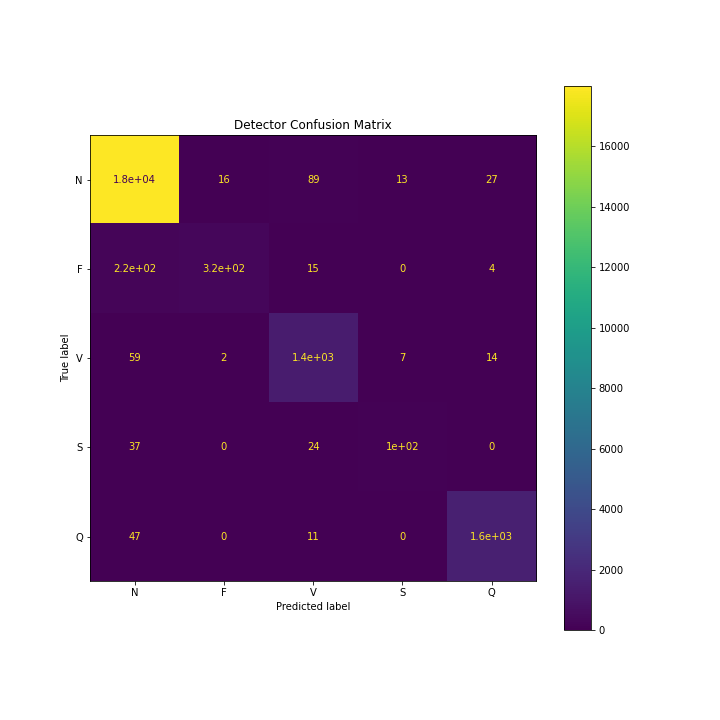 Detector Confusion Matrix
N 1.8e+04 16 89 13 27
F 2.2e+02 3.2e+02 15 0 4
V 59 2 1.4e+03 7 14
S 37 0 24 1e+02 0
Q 47 0 11 0 1.6e+03
N F V S Q
Predicted label
True label
16000
14000
12000
10000
8000
6000
4000
2000
0